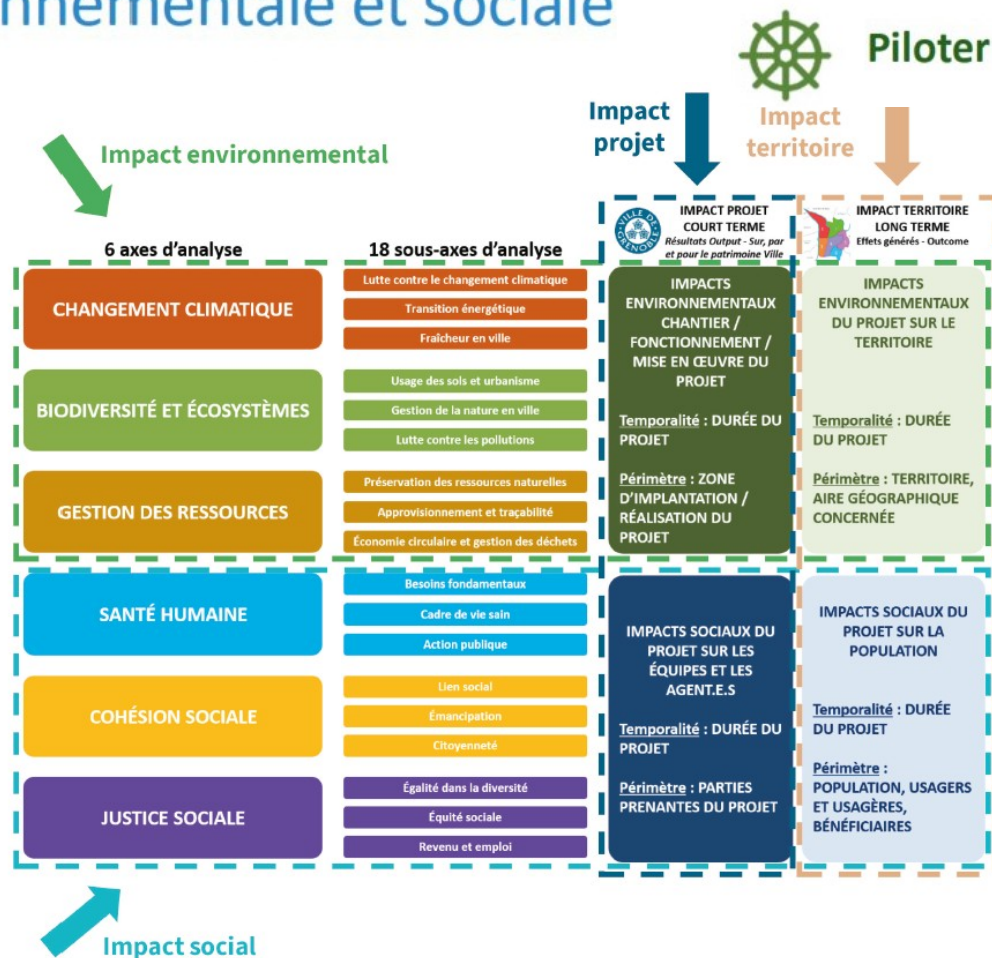 nnementale et sociale
Piloter
Impact
projet
Impact
territoire
Impact environnemental
6 axes d'analyse
18 sous-axes d'analyse
VILLE DE
GRENOBLE
IMPACT PROJET
COURT TERME
Résultats Output - Sur, par
et pour le patrimoine Ville
IMPACT TERRITOIRE
LONG TERME
Effets générés - Outcome
CHANGEMENT CLIMATIQUE
Lutte contre le changement climatique
Transition énergétique
Fraîcheur en ville
BIODIVERSITÉ ET ÉCOSYSTÈMES
Usage des sols et urbanisme
Gestion de la nature en ville
Lutte contre les pollutions
GESTION DES RESSOURCES
Préservation des ressources naturelles
Approvisionnement et traçabilité
Économie circulaire et gestion des déchets
IMPACTS
ENVIRONNEMENTAUX
CHANTIER /
FONCTIONNEMENT /
MISE EN ŒUVRE DU
PROJET
Temporalité : DURÉE DU
PROJET
Périmètre : ZONE
D'IMPLANTATION /
RÉALISATION DU
PROJET
IMPACTS
ENVIRONNEMENTAUX
DU PROJET SUR LE
TERRITOIRE
Temporalité : DURÉE
DU PROJET
Périmètre : TERRITOIRE,
AIRE GÉOGRAPHIQUE
CONCERNÉE
SANTÉ HUMAINE
Besoins fondamentaux
Cadre de vie sain
Action publique
COHÉSION SOCIALE
Lien social
Émancipation
Citoyenneté
JUSTICE SOCIALE
Égalité dans la diversité
Équité sociale
Revenu et emploi
IMPACTS SOCIAUX DU
PROJET SUR LES
ÉQUIPES ET LES
AGENT.E.S
Temporalité : DURÉE DU
PROJET
Périmètre : PARTIES
PRENANTES DU PROJET
IMPACTS SOCIAUX DU
PROJET SUR LA
POPULATION
Temporalité : DURÉE
DU PROJET
Périmètre :
POPULATION, USAGERS
ET USAGÈRES,
BÉNÉFICIAIRES
Impact social